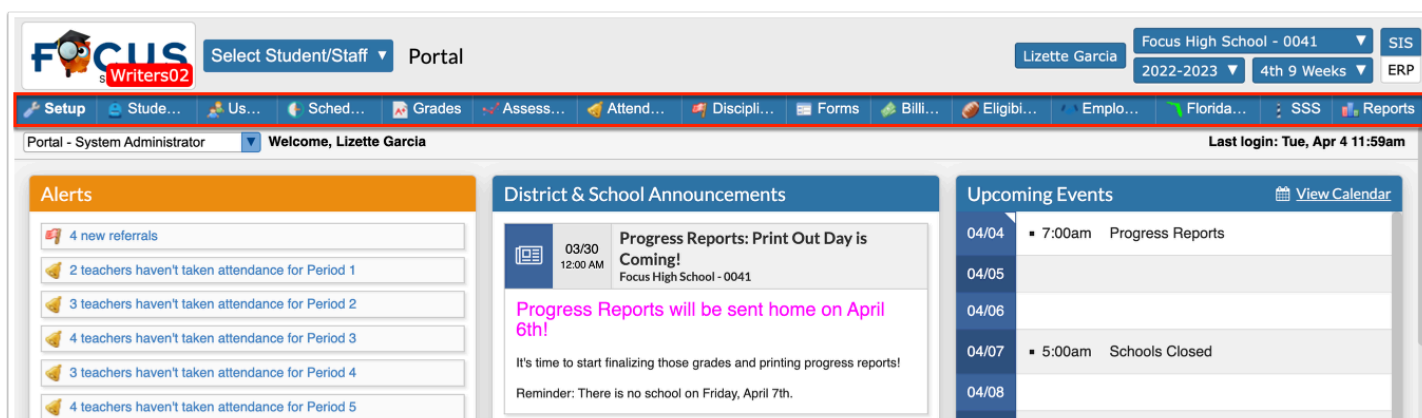 FOCUS
Writers02
Select Student/Staff ▼
Portal
Lizette Garcia
Focus High School - 0041 ▼
SIS
2022-2023 ▼
4th 9 Weeks ▼
ERP
Setup Stude... Us... Sched... Grades Assess... Attend... Discipli... Forms Billi... Eligibi... Emplo... Florida... SSS Reports
Portal - System Administrator ▼ Welcome, Lizette Garcia
Last login: Tue, Apr 4 11:59am
Alerts
4 new referrals
2 teachers haven't taken attendance for Period 1
3 teachers haven't taken attendance for Period 2
4 teachers haven't taken attendance for Period 3
3 teachers haven't taken attendance for Period 4
4 teachers haven't taken attendance for Period 5
District & School Announcements
03/30
12:00 AM
Progress Reports: Print Out Day is
Coming!
Focus High School - 0041
Progress Reports will be sent home on April
6th!
It's time to start finalizing those grades and printing progress reports!
Reminder: There is no school on Friday, April 7th.
Upcoming Events
View Calendar
04/04 ▪ 7:00am Progress Reports
04/05
04/06
04/07 ▪ 5:00am Schools Closed
04/08